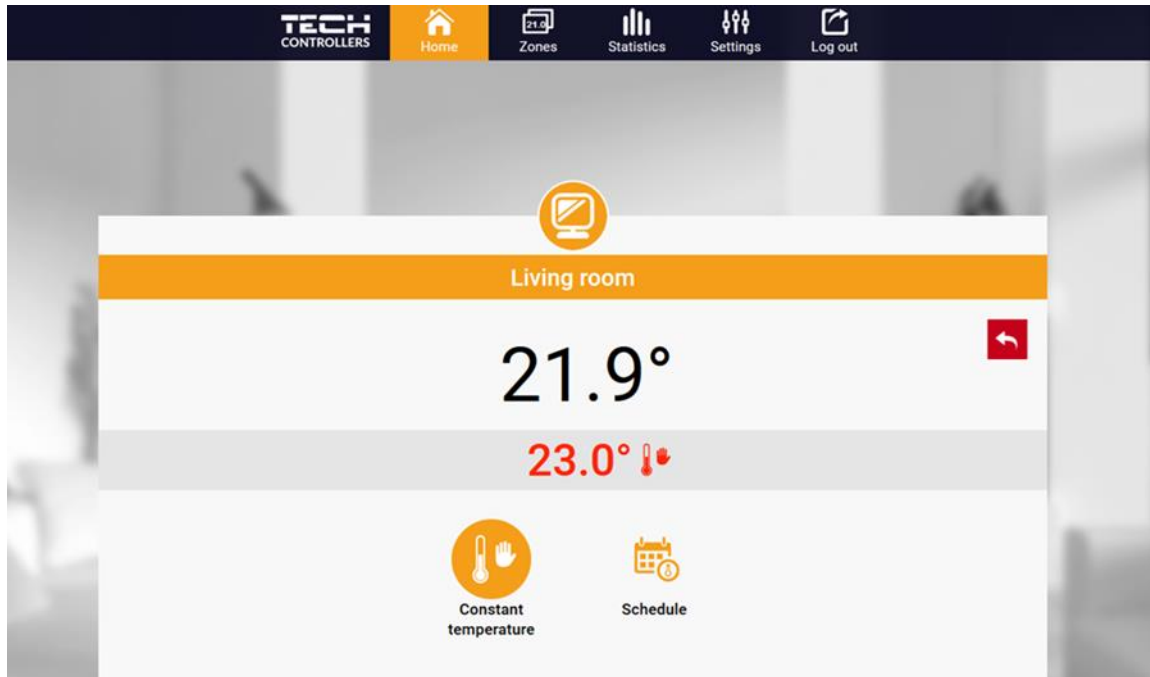 TECH
CONTROLLERS
Home
21.0
Zones
Statistics
Settings
Log out
Living room
21.9°
23.0°
Constant
temperature
Schedule